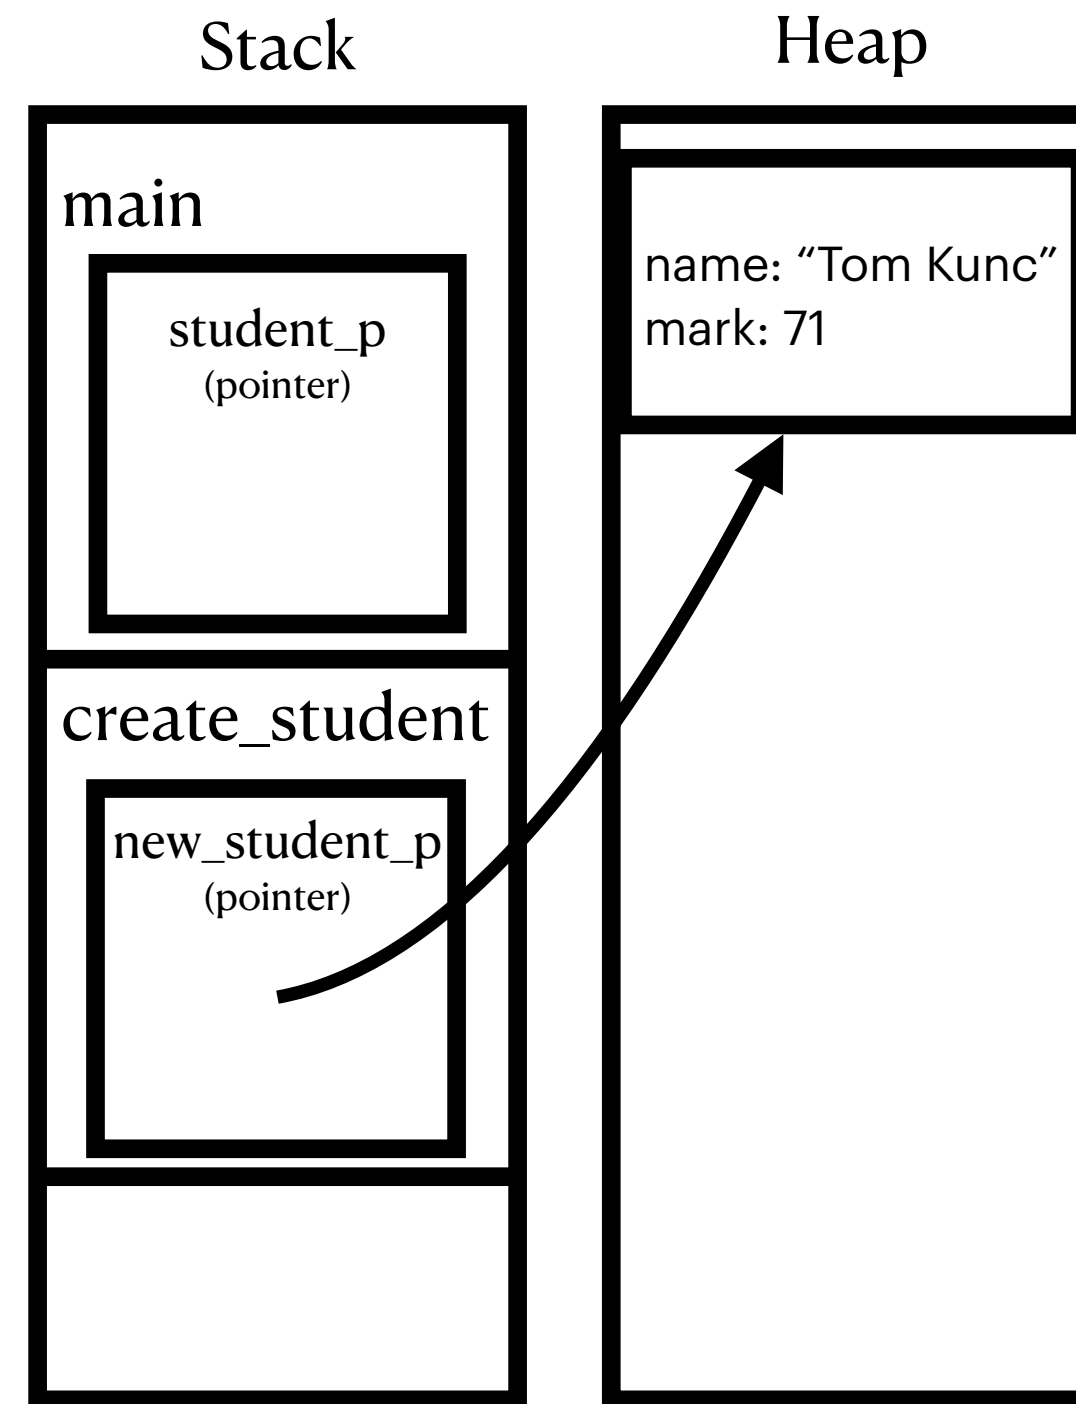 Stack
Heap
main
student_p
(pointer)
name: “Tom Kunc”
mark: 71
create_student
new_student_p
(pointer)